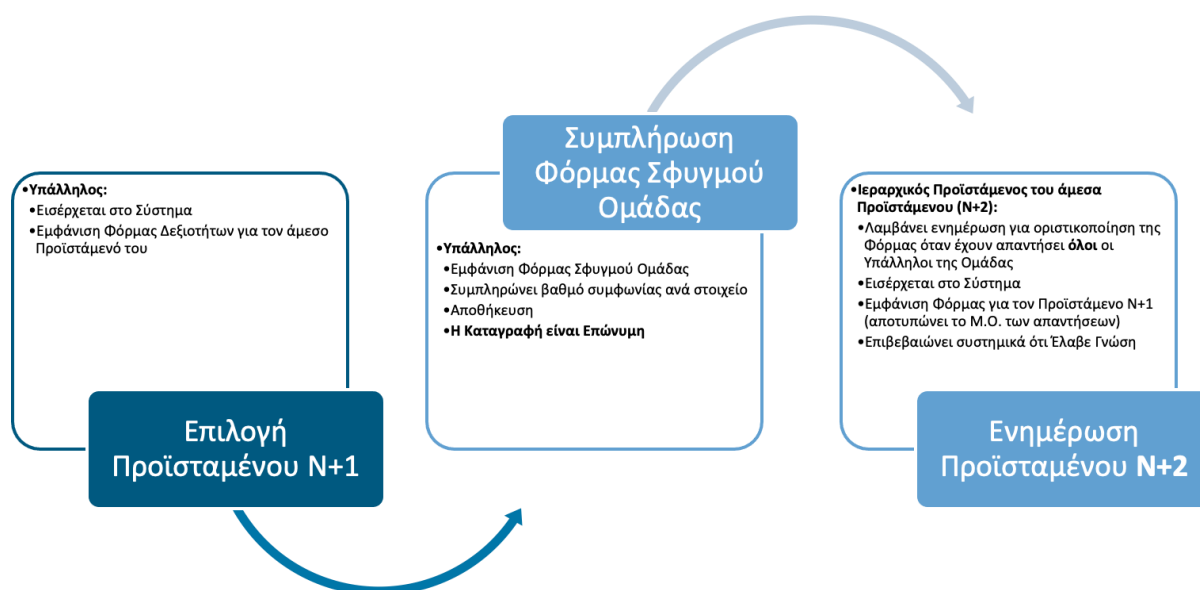 •Υπάλληλος:
•Εισέρχεται στο Σύστημα
•Εμφάνιση Φόρμας Δεξιοτήτων για τον άμεσο
Προϊστάμενό του
Επιλογή
Προϊσταμένου Ν+1
Συμπλήρωση
Φόρμας Σφυγμού
Ομάδας
•Υπάλληλος:
•Εμφάνιση Φόρμας Σφυγμού Ομάδας
•Συμπληρώνει βαθμό συμφωνίας ανά στοιχείο
•Αποθήκευση
•Η Καταγραφή είναι Επώνυμη
•Ιεραρχικός Προϊστάμενος του άμεσα
Προϊστάμενου (Ν+2):
•Λαμβάνει ενημέρωση για οριστικοποίηση της
Φόρμας όταν έχουν απαντήσει όλοι οι
Υπάλληλοι της Ομάδας
•Εισέρχεται στο Σύστημα
•Εμφάνιση Φόρμας για τον Προϊστάμενο Ν+1
(αποτυπώνει το Μ.Ο. των απαντήσεων)
•Επιβεβαιώνει συστημικά ότι Έλαβε Γνώση
Ενημέρωση
Προϊσταμένου Ν+2